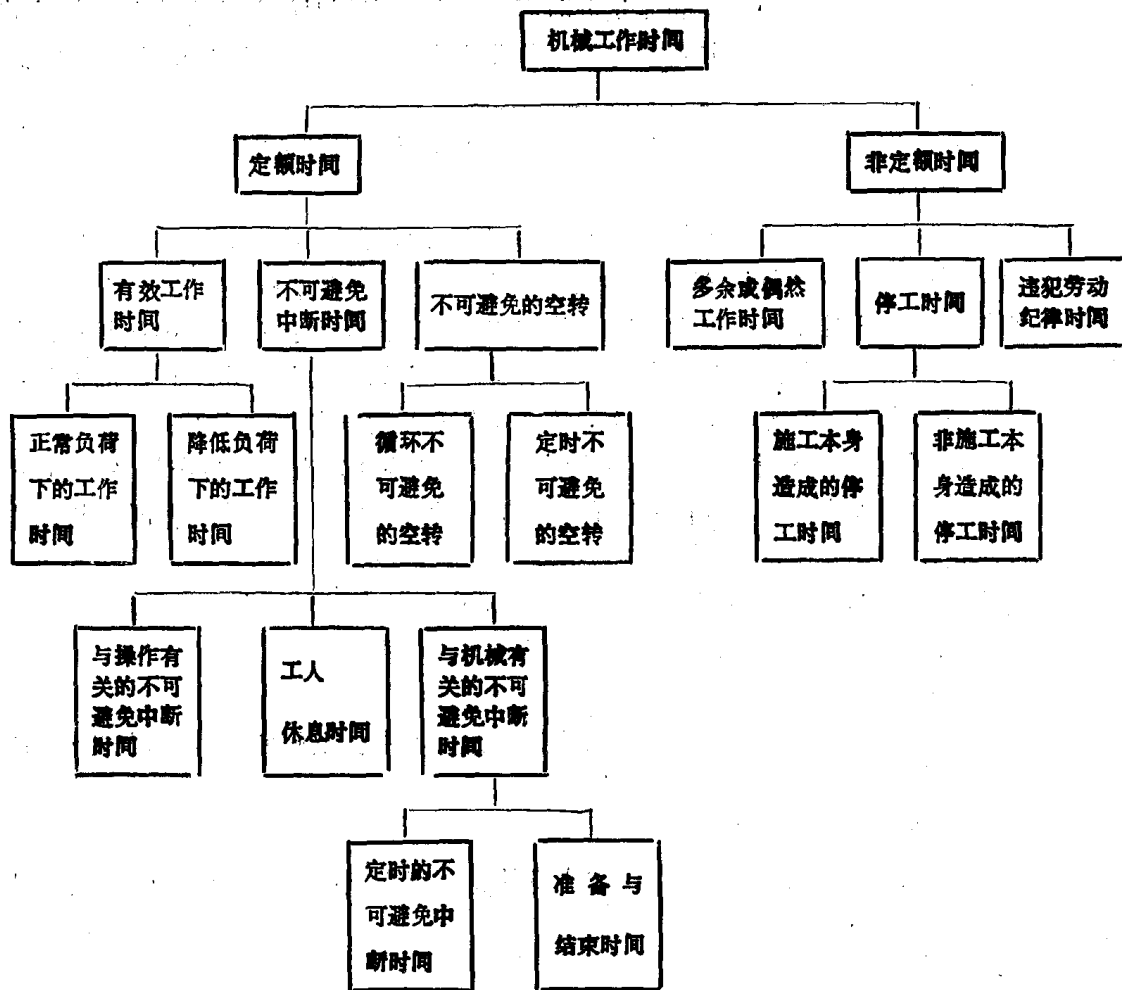 机械工作时间
定额时间
非定额时间
有效工作
时间
不可避免
中断时间
不可避免的空转
多余或偶然
工作时间
停工时间
违犯劳动
纪律时间
正常负荷
下的工作
时间
降低负荷
下的工作
时间
循环不
可避免
的空转
定时不
可避免
的空转
施工本身
造成的停
工时间
非施工本
身造成的
停工时间
与操作有
关的不可
避免中断
时间
工人
休息时间
与机械有
关的不可
避免中断
时间
定时的不
可避免中
断时间
准备与
结束时间